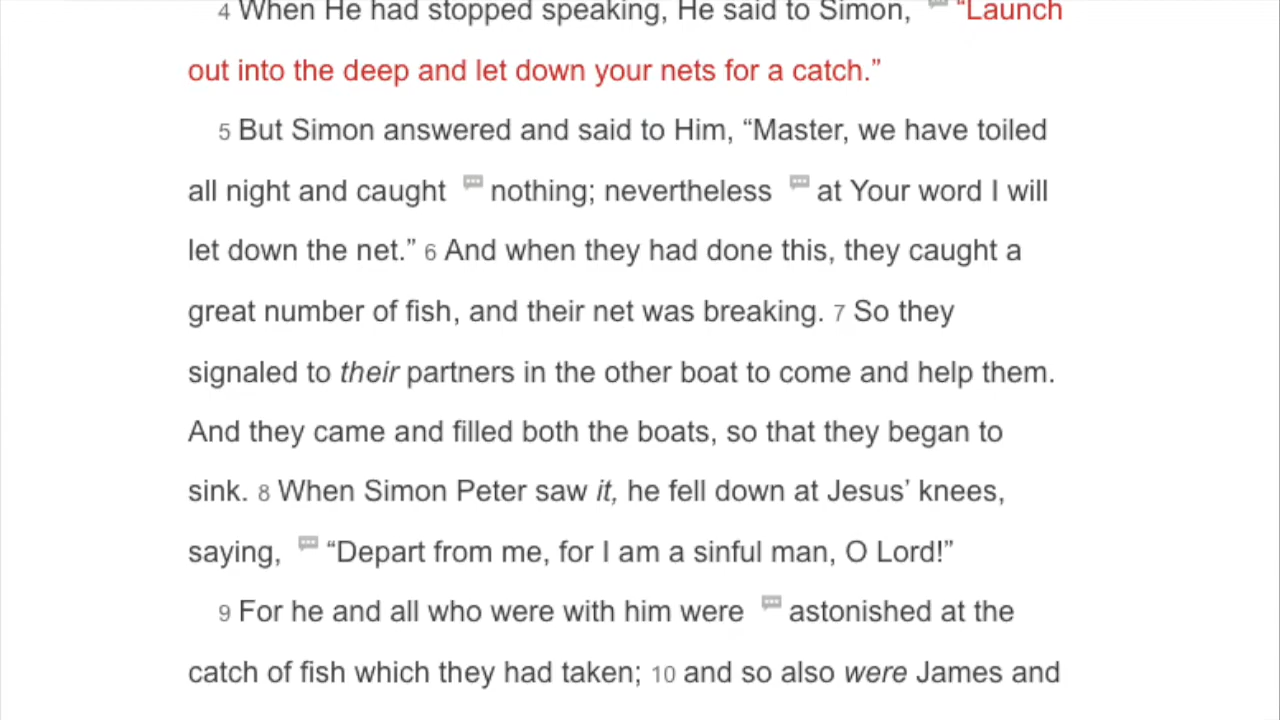 4 When He had stopped speaking, He said to Simon, “Launch
out into the deep and let down your nets for a catch.”
5 But Simon answered and said to Him, “Master, we have toiled
all night and caught nothing; nevertheless at Your word I will
let down the net.” 6 And when they had done this, they caught a
great number of fish, and their net was breaking. 7 So they
signaled to their partners in the other boat to come and help them.
And they came and filled both the boats, so that they began to
sink. 8 When Simon Peter saw it, he fell down at Jesus’ knees,
saying, “Depart from me, for I am a sinful man, O Lord!”
9 For he and all who were with him were astonished at the
catch of fish which they had taken; 10 and so also were James and